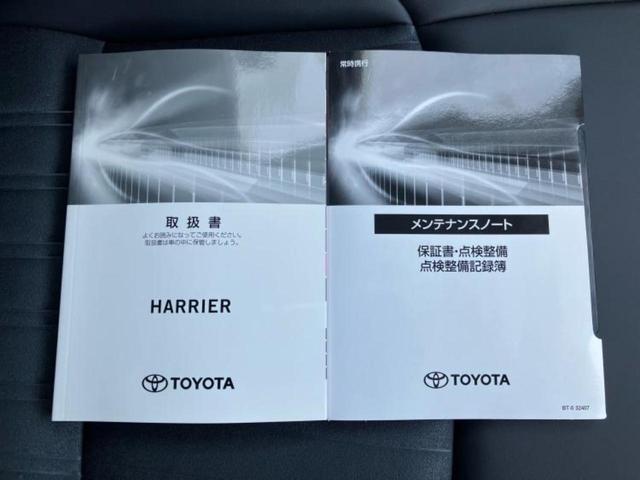 取扱書
よくお読みになってご使用ください。
取扱書は車の中に保管しましょう。
HARRIER
TOYOTA
常時携行
メンテナンスノート
保証書・点検整備
点検整備記録簿
TOYOTA
BT-6 32407